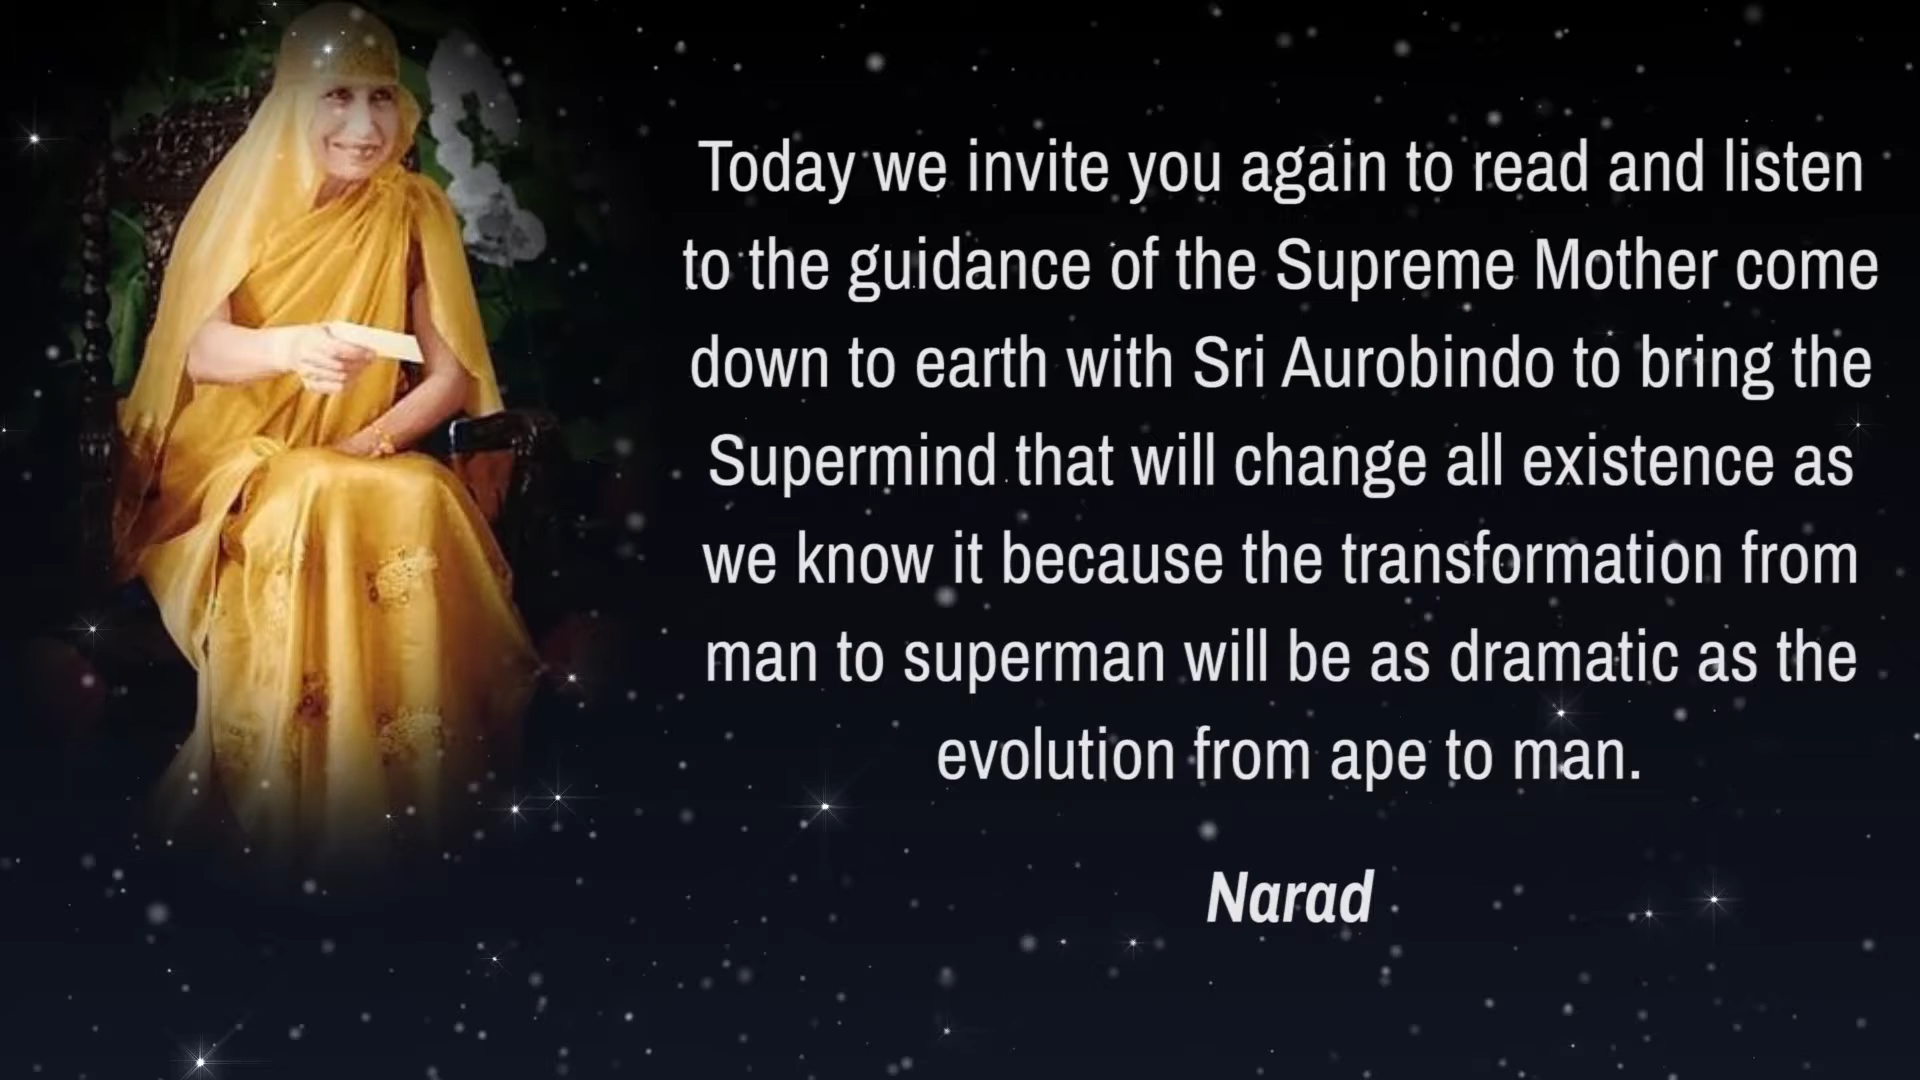 Today we invite you again to read and listen
to the guidance of the Supreme Mother come
down to earth with Sri Aurobindo to bring the
Supermind that will change all existence as
we know it because the transformation from
man to superman will be as dramatic as the
evolution from ape to man.
Narad